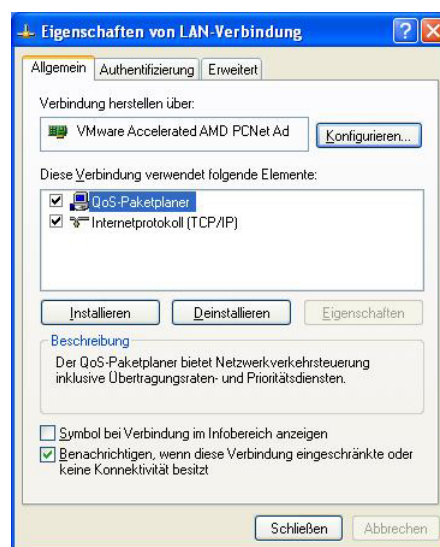 Eigenschaften von LAN-Verbindung
Allgemein Authentifizierung Erweitert
Verbindung herstellen über:
VMware Accelerated AMD PCNet Ad
Konfigurieren...
Diese Verbindung verwendet folgende Elemente:
QoS-Paketplaner
Internetprotokoll (TCP/IP)
Installieren Deinstallieren Eigenschaften
Beschreibung
Der QoS-Paketplaner bietet Netzwerkverkehrsteuerung
inklusive Übertragungsraten- und Prioritätsdiensten.
Symbol bei Verbindung im Infobereich anzeigen
Benachrichtigen, wenn diese Verbindung eingeschränkte oder
keine Konnektivität besitzt
Schließen Abbrechen